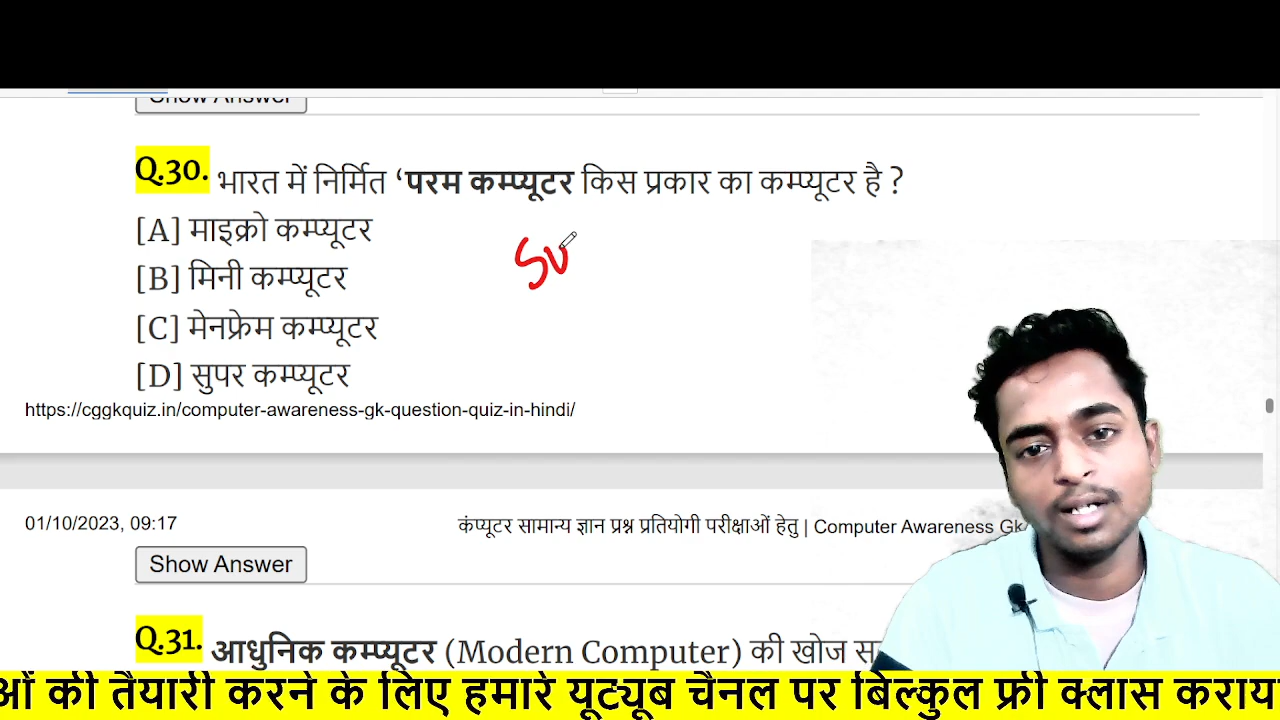 Show Answer
Q.30. भारत में निर्मित ‘परम कम्प्यूटर किस प्रकार का कम्प्यूटर है ?
[A] माइक्रो कम्प्यूटर
[B] मिनी कम्प्यूटर
[C] मेनफ्रेम कम्प्यूटर
[D] सुपर कम्प्यूटर
SU
https://cggkquiz.in/computer-awareness-gk-question-quiz-in-hindi/
01/10/2023, 09:17
कंप्यूटर सामान्य ज्ञान प्रश्न प्रतियोगी परीक्षाओं हेतु | Computer Awareness Gk
Show Answer
Q.31. आधुनिक कम्प्यूटर (Modern Computer) की खोज
की तैयारी करने के लिए हमारे यूट्यूब चैनल पर बिल्कुल फ्री क्लास